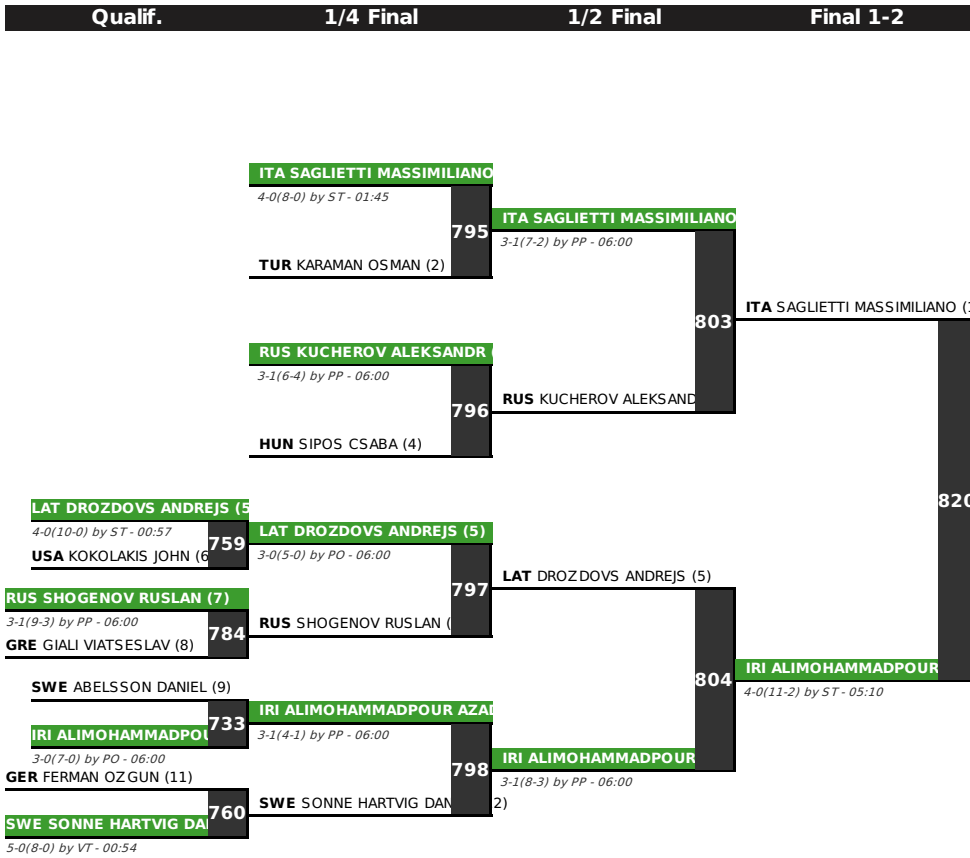 Qualif. 1/4 Final 1/2 Final Final 1-2
ITA SAGLIETTI MASSIMILIANO
4-0(8-0) by ST - 01:45
795
TUR KARAMAN OSMAN (2)
ITA SAGLIETTI MASSIMILIANO
3-1(7-2) by PP - 06:00
803
ITA SAGLIETTI MASSIMILIANO (1
RUS KUCHEROV ALEKSANDR (
3-1(6-4) by PP - 06:00
796
HUN SIPOS CSABA (4)
RUS KUCHEROV ALEKSAND
820
LAT DROZDOVS ANDREJS (5
4-0(10-0) by ST - 00:57
759
USA KOKOLAKIS JOHN (6
LAT DROZDOVS ANDREJS (5)
3-0(5-0) by PO - 06:00
797
LAT DROZDOVS ANDREJS (5)
RUS SHOGENOV RUSLAN (7)
3-1(9-3) by PP - 06:00
784
GRE GIALI VIATSESLAV (8)
RUS SHOGENOV RUSLAN (
804
IRI ALIMOHAMMADPOUR
4-0(11-2) by ST - 05:10
SWE ABELSSON DANIEL (9)
733
IRI ALIMOHAMMADPOU
3-0(7-0) by PO - 06:00
IRI ALIMOHAMMADPOUR AZAD
3-1(4-1) by PP - 06:00
798
IRI ALIMOHAMMADPOUR
3-1(8-3) by PP - 06:00
GER FERMAN OZGUN (11)
760
SWE SONNE HARTVIG DAN 2)
SWE SONNE HARTVIG DAN
5-0(8-0) by VT - 00:54